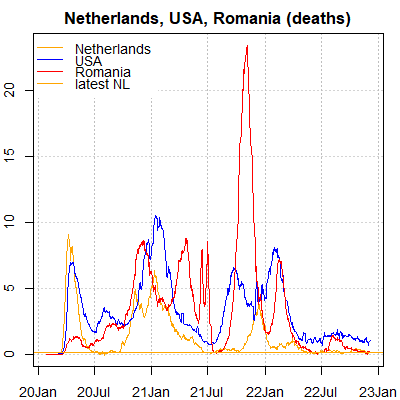 Netherlands, USA, Romania (deaths)
Netherlands
USA
Romania
latest NL
20
15
10
5
0
20Jan 20Jul 21Jan 21Jul 22Jan 22Jul 23Jan